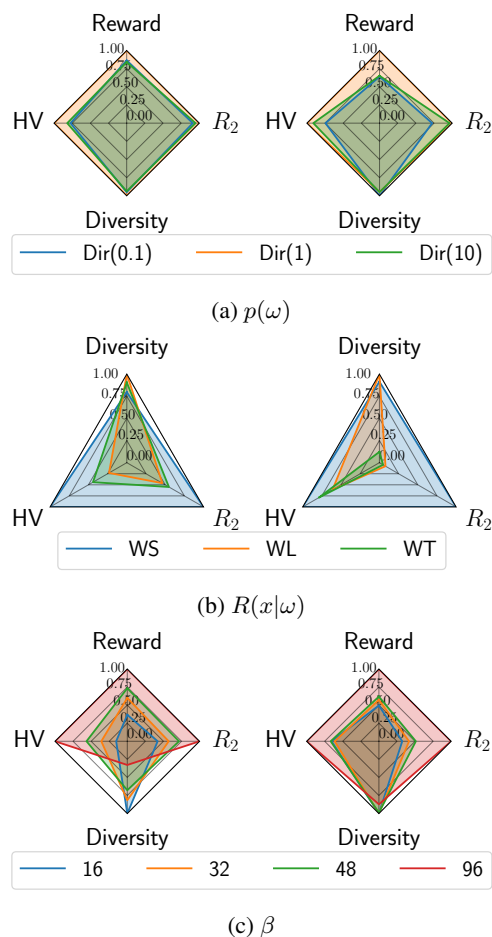 Reward Reward
1.00 1.00
0.75 0.75
0.50 0.50
0.25 0.25
HV 0.00 R₂ HV 0.00 R₂
Diversity Diversity
Dir(0.1) Dir(1) Dir(10)
(a) p(ω)
Diversity Diversity
1.00 1.00
0.75 0.75
0.50 0.50
0.25 0.25
0.00 0.00
HV R₂ HV R₂
WS WL WT
(b) R(x|ω)
Reward Reward
1.00 1.00
0.75 0.75
0.50 0.50
0.25 0.25
HV 0.00 R₂ HV 0.00 R₂
Diversity Diversity
16 32 48 96
(c) β